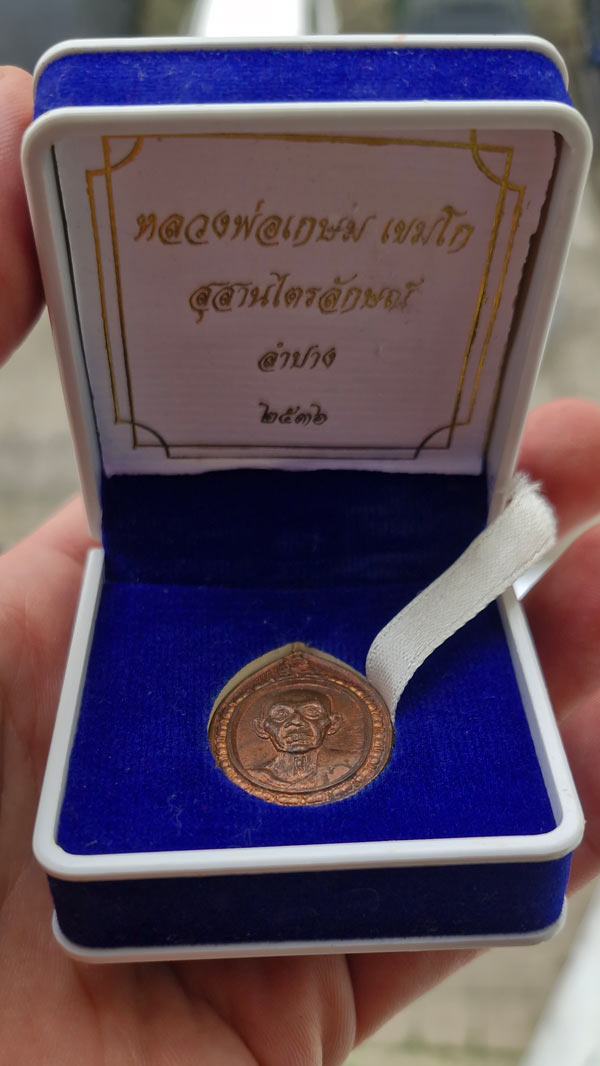 หลวงพ่อเกษม เขมโก
สุสานไตรลักษณ์
ลำปาง
๒๕๓๖